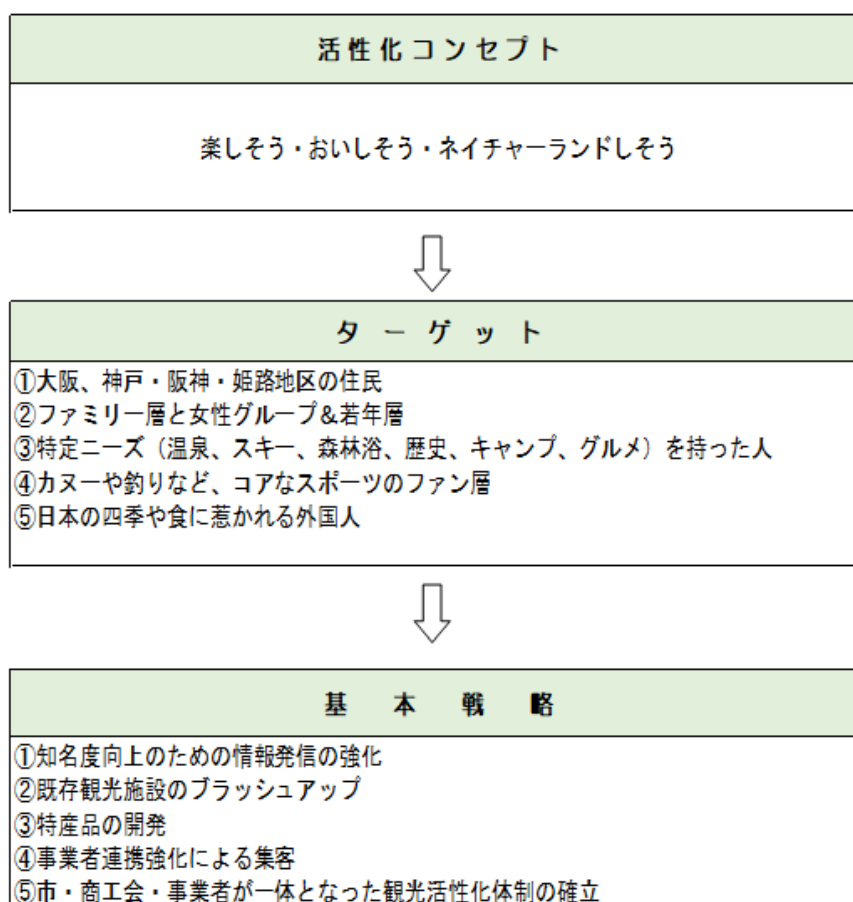 活性化コンセプト
楽しそう・おいしそう・ネイチャーランドしそう
ターゲット
①大阪、神戸・阪神・姫路地区の住民
②ファミリー層と女性グループ&若年層
③特定ニーズ（温泉、スキー、森林浴、歴史、キャンプ、グルメ）を持った人
④カヌーや釣りなど、コアなスポーツのファン層
⑤日本の四季や食に惹かれる外国人
基本戦略
①知名度向上のための情報発信の強化
②既存観光施設のブラッシュアップ
③特産品の開発
④事業者連携強化による集客
⑤市・商工会・事業者が一体となった観光活性化体制の確立